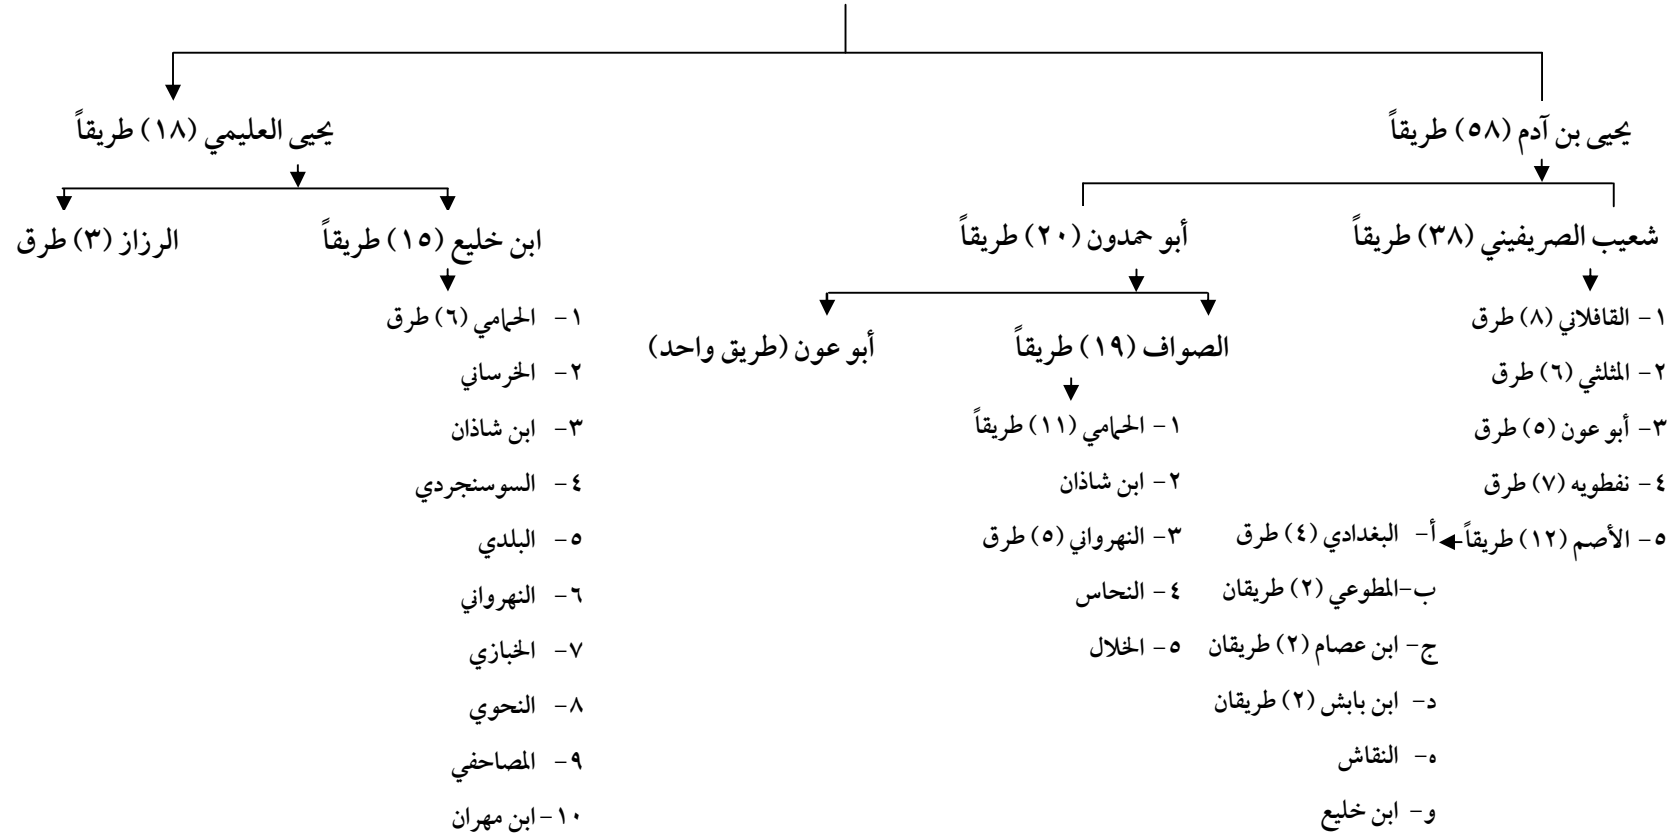 يحيى بن آدم (٥٨) طريقاً
يحيى العليمي (١٨) طريقاً
شعيب الصريفيني (٣٨) طريقاً
أبو حمدون (٢٠) طريقاً
ابن خليع (١٥) طريقاً
الرزاز (٣) طرق
١- القافلاني (٨) طرق
٢- المثلثي (٦) طرق
٣- أبو عون (٥) طرق
٤- نفطويه (٧) طرق
٥- الأصم (١٢) طريقاً
أ- البغدادي (٤) طرق
ب-المطوعي (٢) طريقان
ج- ابن عصام (٢) طريقان
د- ابن بابش (٢) طريقان
ه- النقاش
و- ابن خليع
الصواف (١٩) طريقاً
أبو عون (طريق واحد)
١- الحمامي (١١) طريقاً
٢- ابن شاذان
٣- النهرواني (٥) طرق
٤- النحاس
٥- الخلال
١- الحمامي (٦) طرق
٢- الخرساني
٣- ابن شاذان
٤- السوسنجردي
٥- البلدي
٦- النهرواني
٧- الخبازي
٨- النحوي
٩- المصاحفي
١٠-ابن مهران